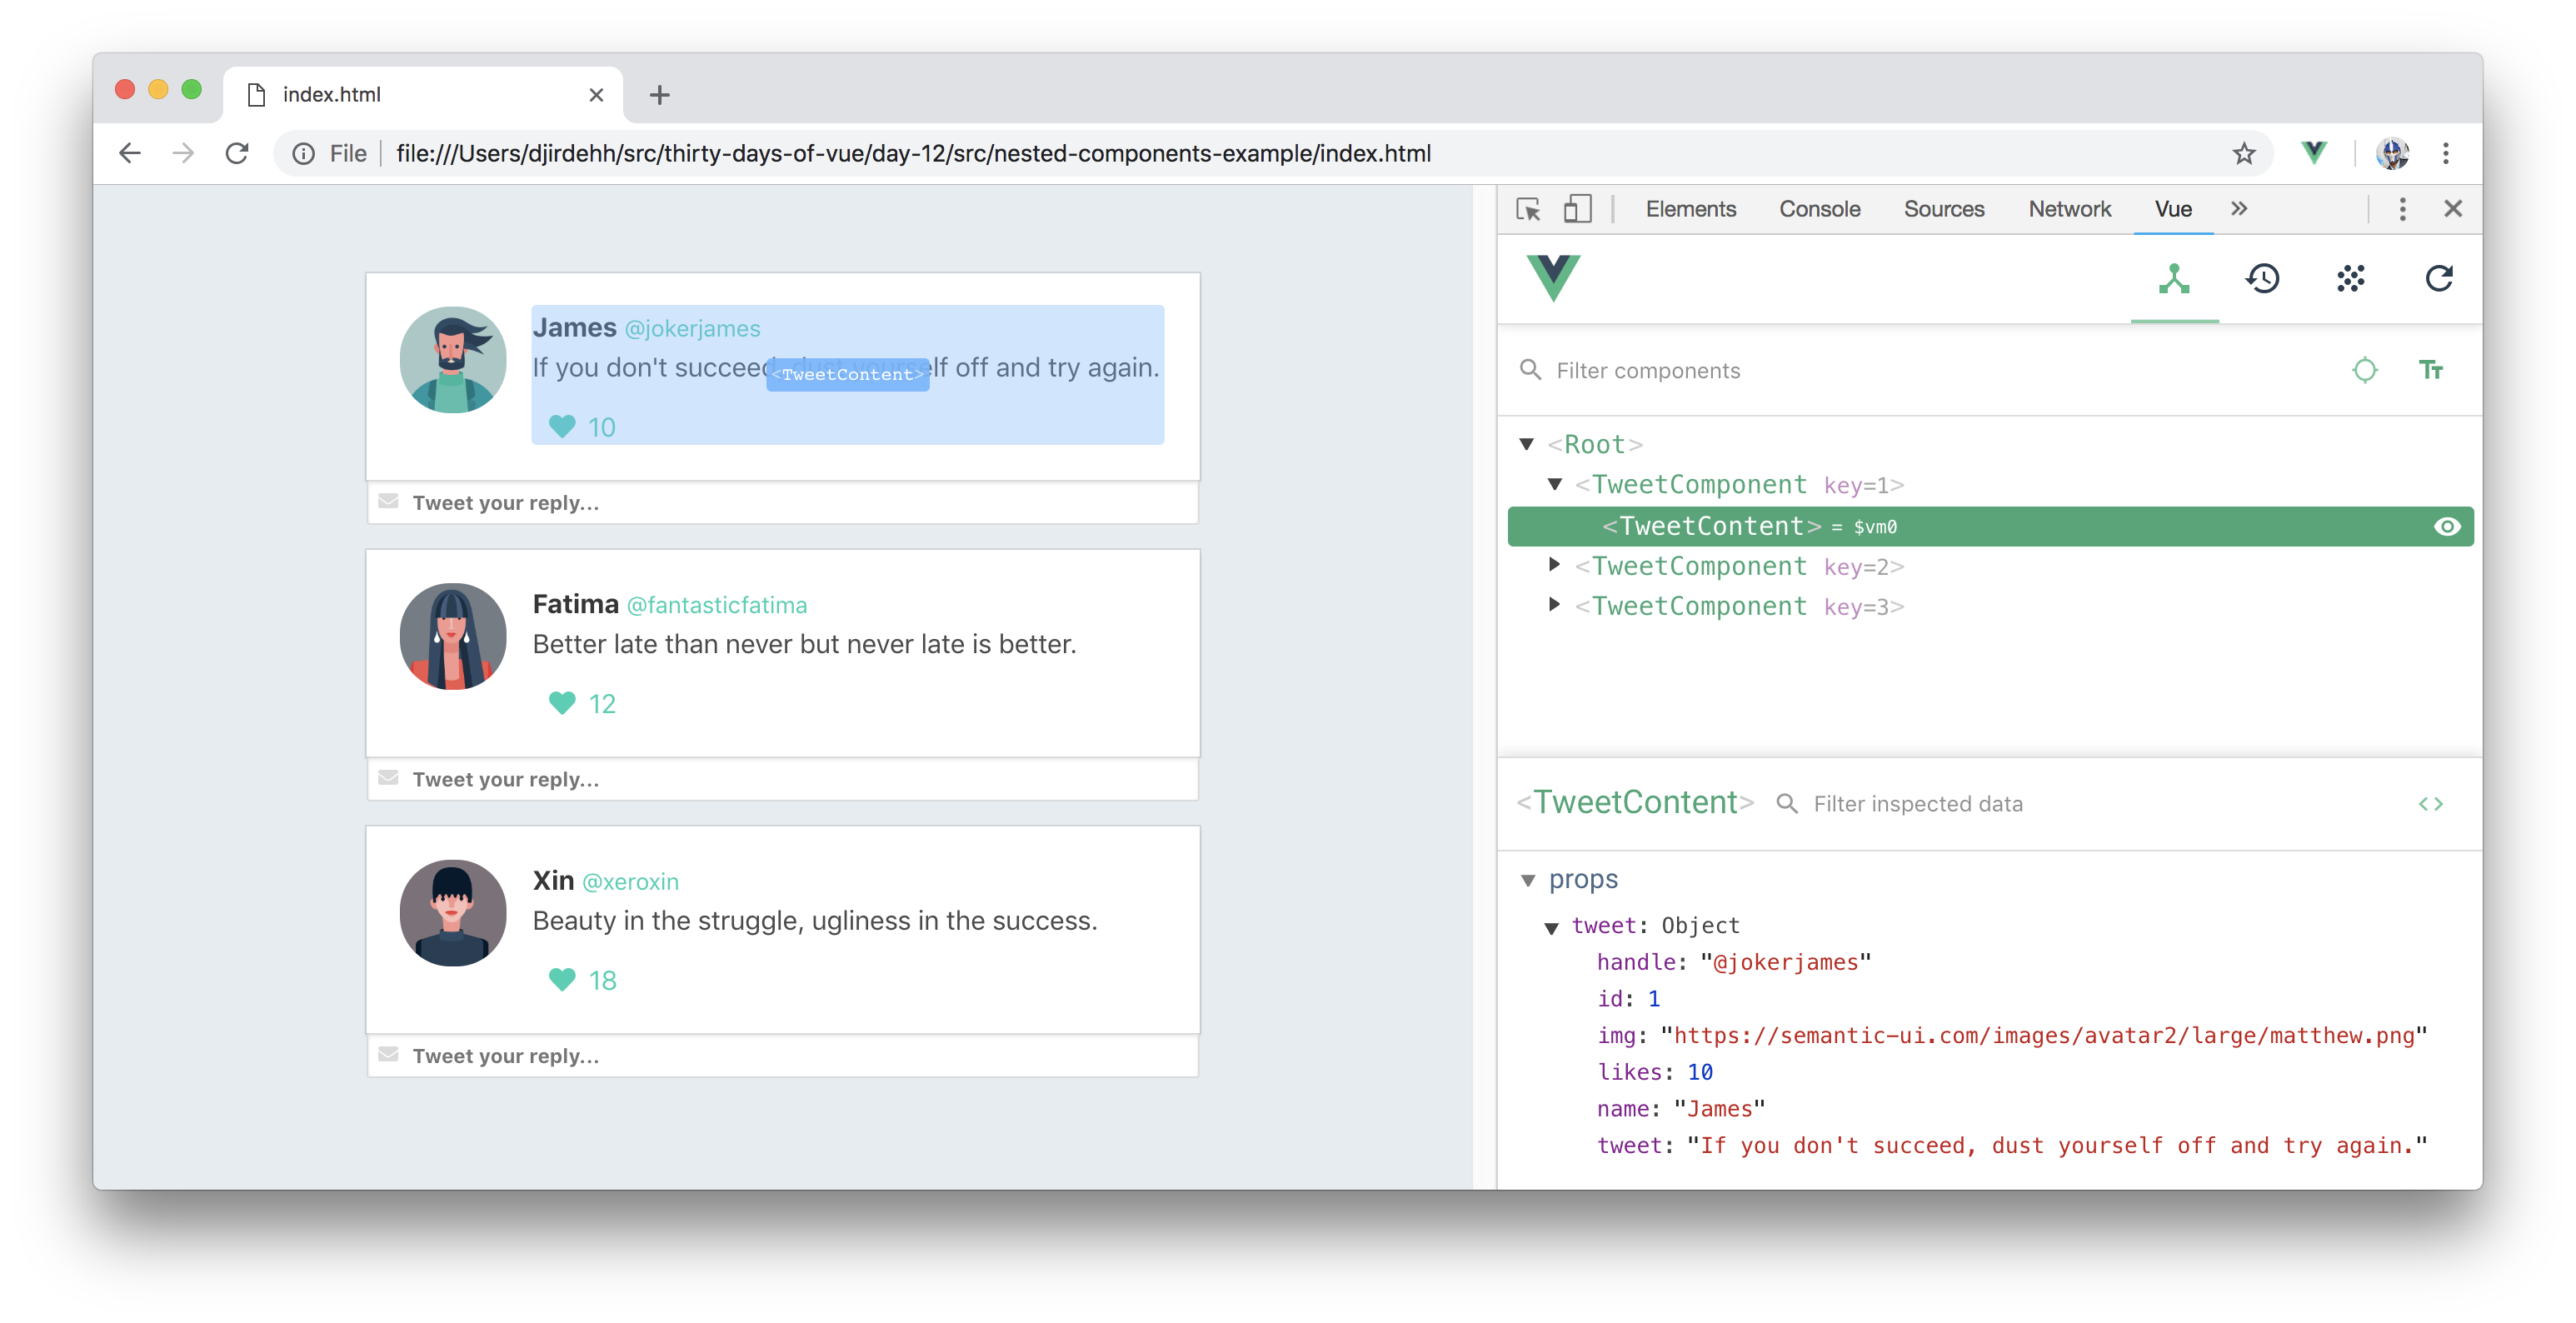 index.html
File file:///Users/djirdehh/src/thirty-days-of-vue/day-12/src/nested-components-example/index.html
James @jokerjames
If you don't succeed, dust yourself off and try again.
<TweetContent>
10
Tweet your reply...
Fatima @fantasticfatima
Better late than never but never late is better.
12
Tweet your reply...
Xin @xeroxin
Beauty in the struggle, ugliness in the success.
18
Tweet your reply...
Elements Console Sources Network Vue
Filter components
<Root>
<TweetComponent key=1>
<TweetContent> = $vm0
<TweetComponent key=2>
<TweetComponent key=3>
<TweetContent> Filter inspected data
props
tweet: Object
handle: "@jokerjames"
id: 1
img: "https://semantic-ui.com/images/avatar2/large/matthew.png"
likes: 10
name: "James"
tweet: "If you don't succeed, dust yourself off and try again."